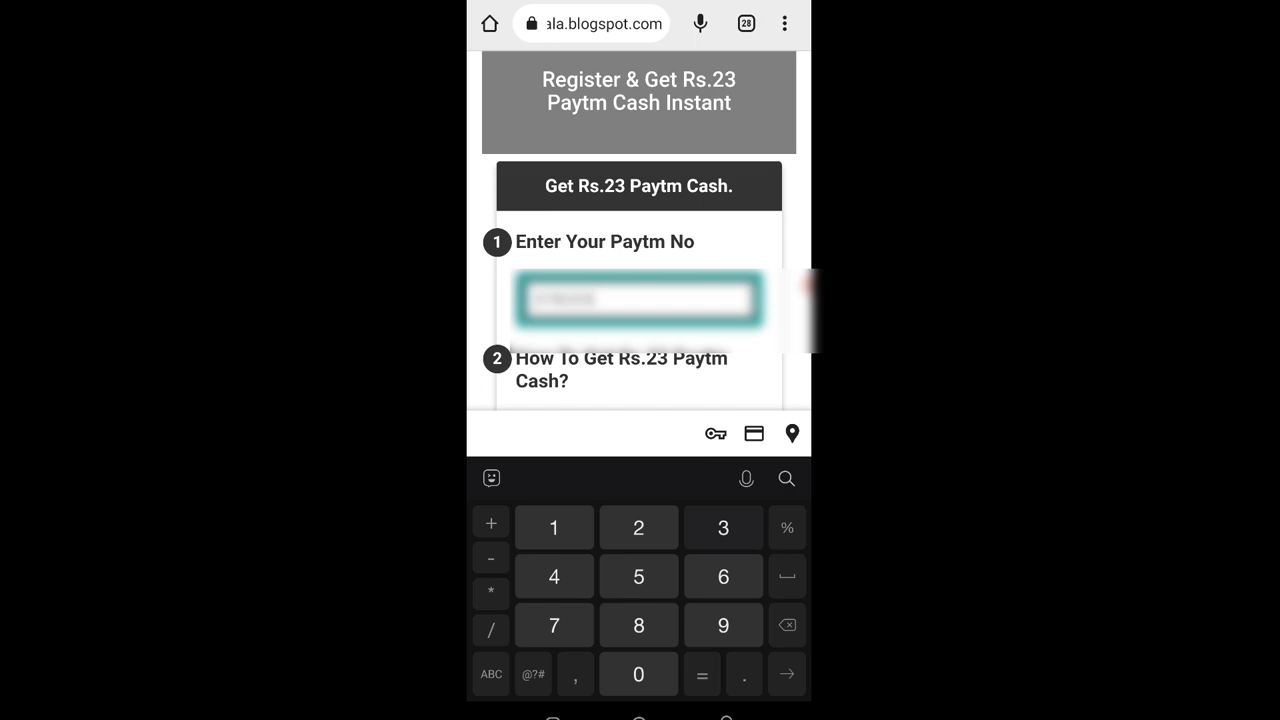 ala.blogspot.com
28
Register & Get Rs.23
Paytm Cash Instant
Get Rs.23 Paytm Cash.
1 Enter Your Paytm No
2 How To Get Rs.23 Paytm
Cash?
+ 1 2 3 %
- 4 5 6
* 7 8 9
/
ABC @?# , 0 = .